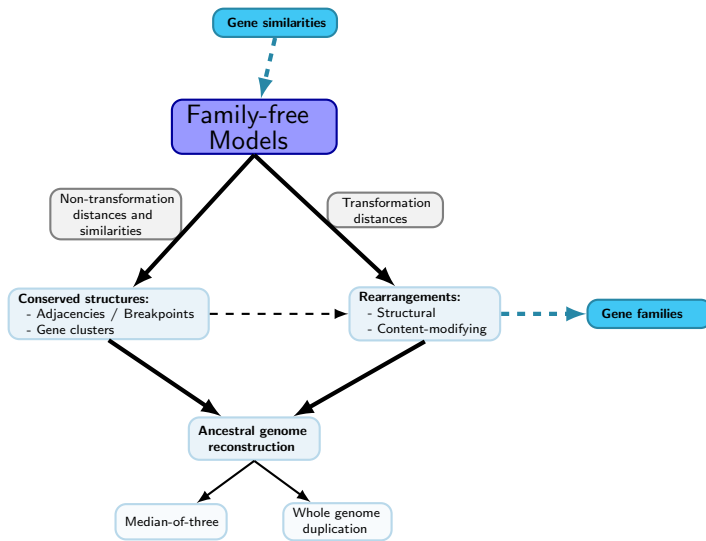 Gene similarities
Family-free
Models
Non-transformation
distances and
similarities
Transformation
distances
Conserved structures:
- Adjacencies / Breakpoints
- Gene clusters
Rearrangements:
- Structural
- Content-modifying
Gene families
Ancestral genome
reconstruction
Median-of-three
Whole genome
duplication